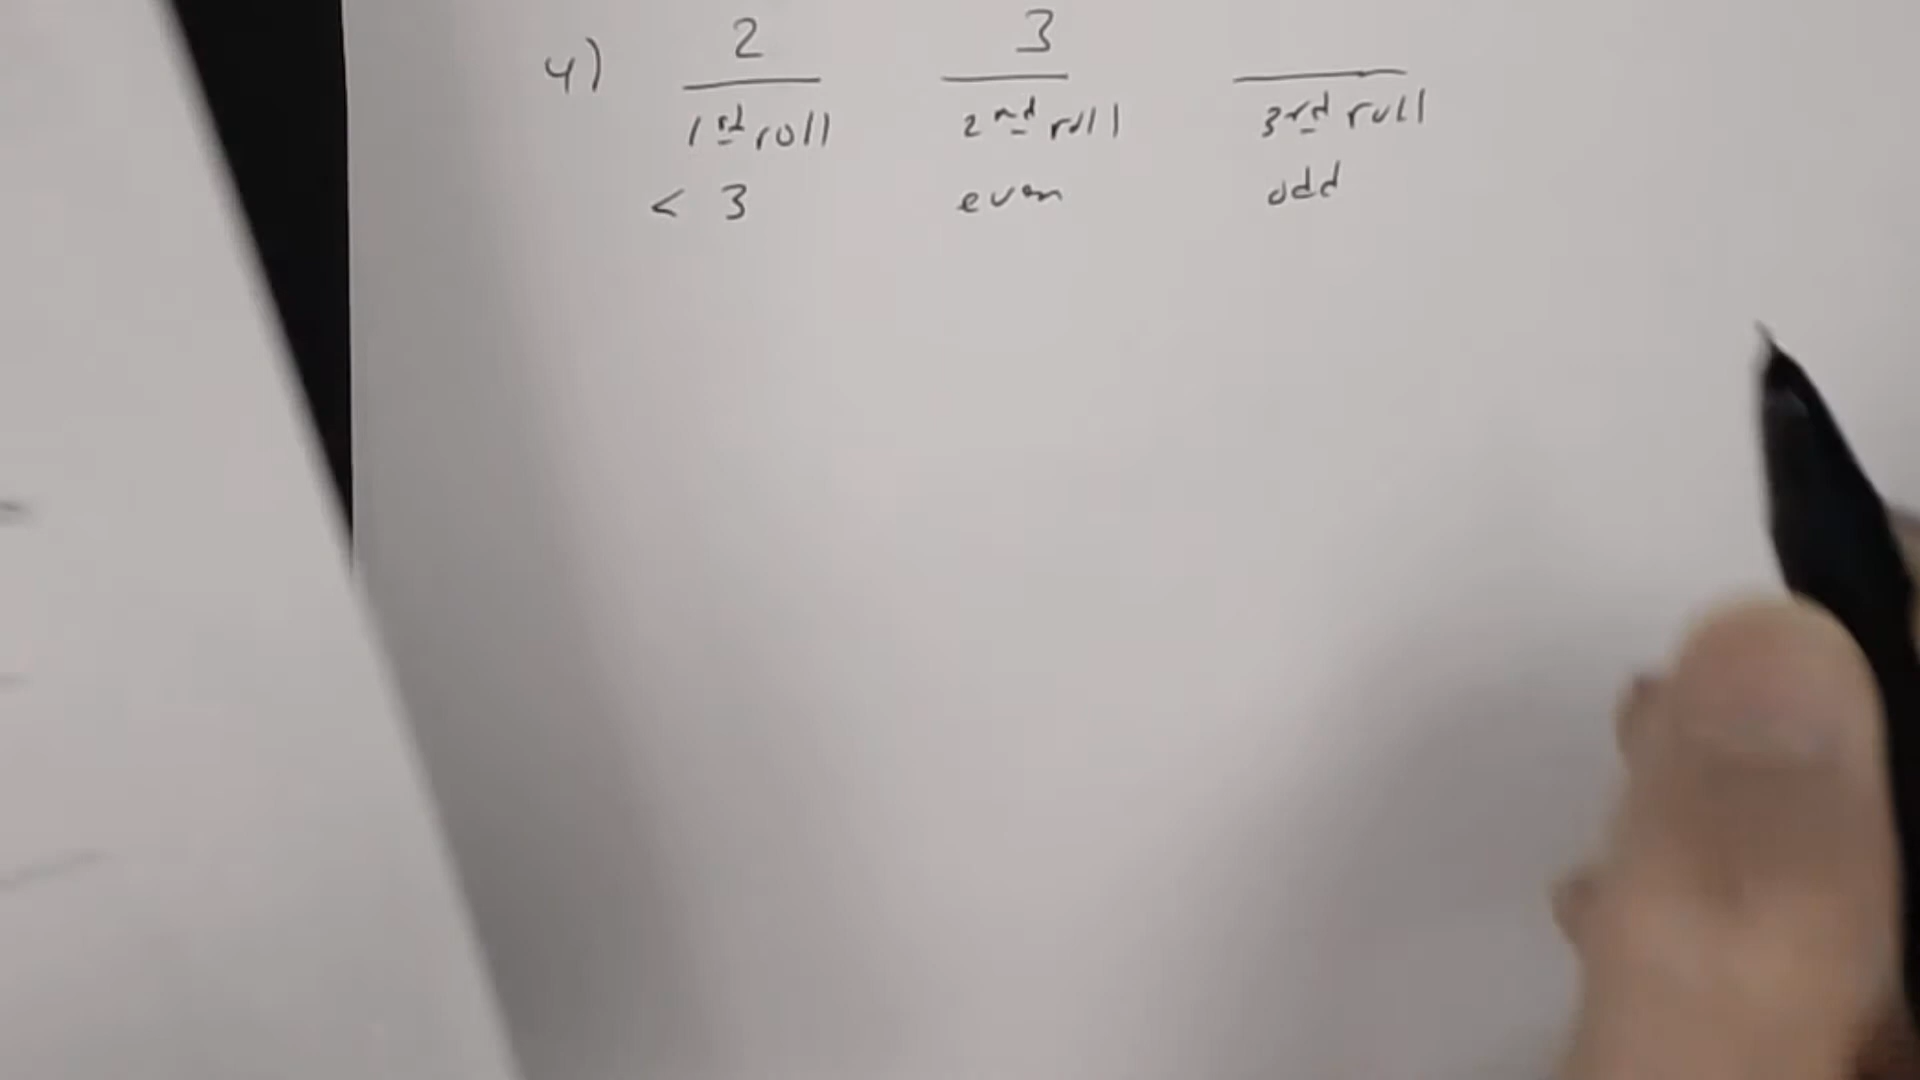 4) 2 3
1st roll 2nd roll 3rd roll
< 3 even odd